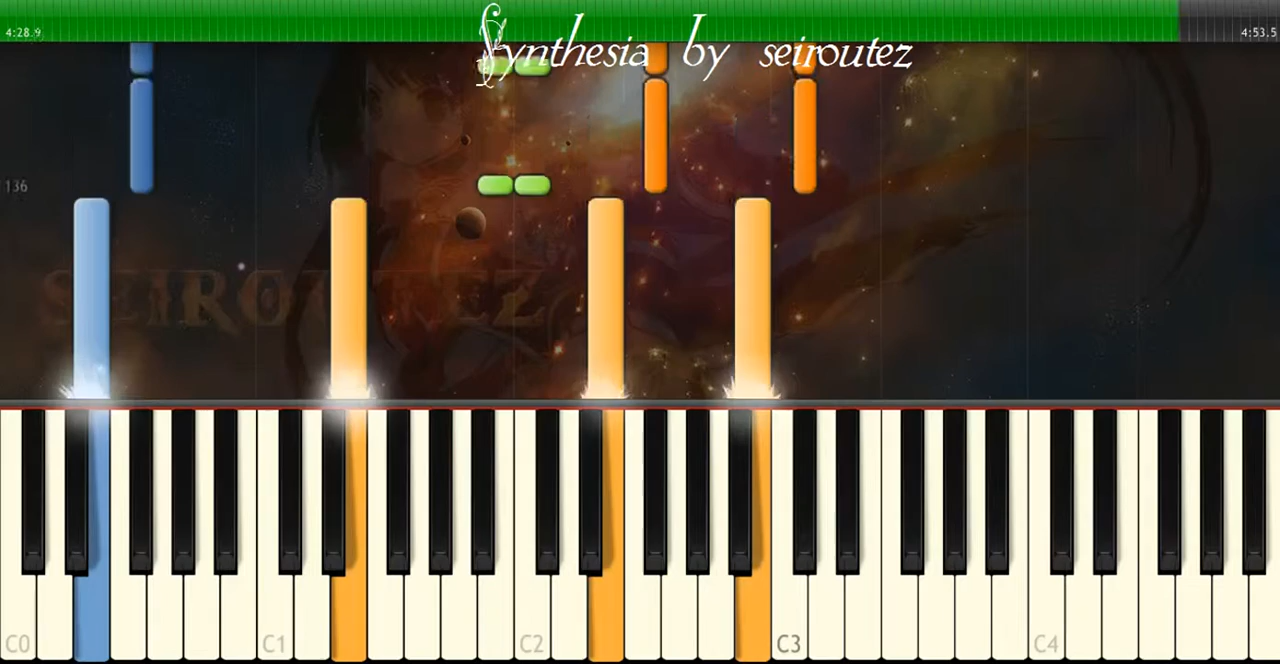 4:28.9
4:53.5
Synthesia by seiroutez
136
SEIROUTEZ
C0 C1 C2 C3 C4